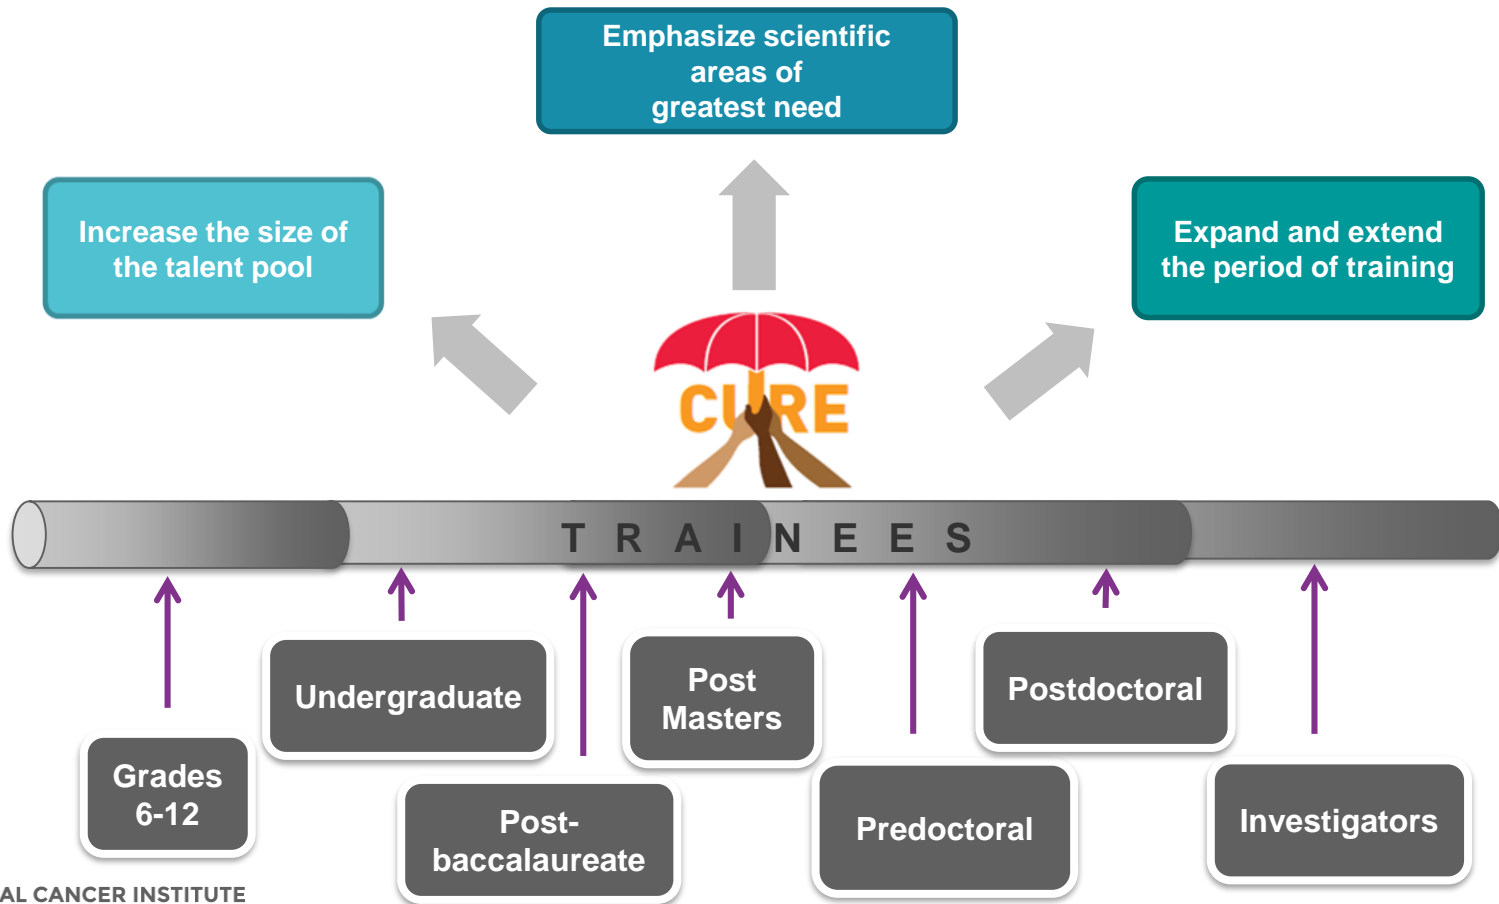 Emphasize scientific
areas of
greatest need
Increase the size of
the talent pool
Expand and extend
the period of training
CURE
TRAINEES
Undergraduate
Post
Masters
Postdoctoral
Grades
6-12
Post-
baccalaureate
Predoctoral
Investigators
AL CANCER INSTITUTE